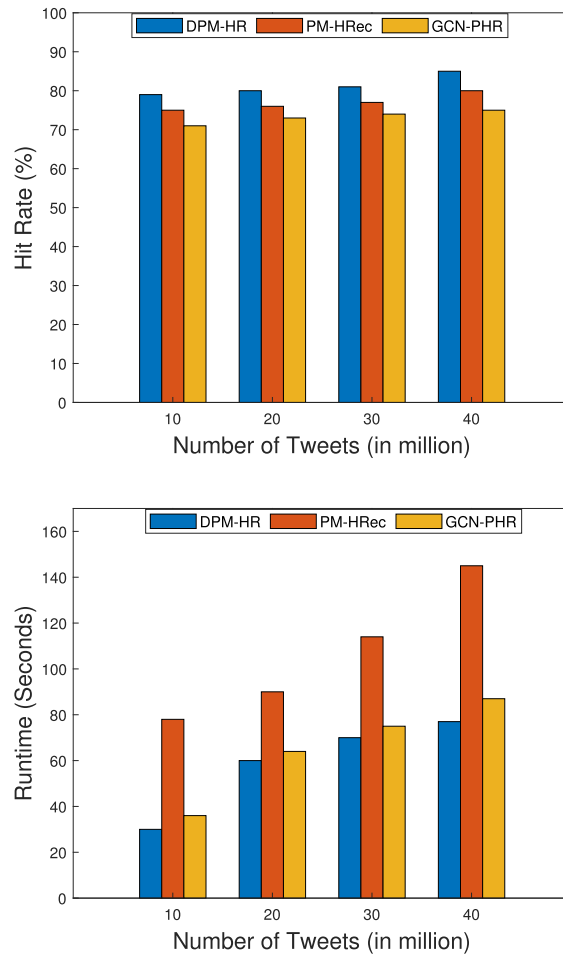 DPM-HR PM-HRec GCN-PHR
100
90
80
70
60
50
40
30
20
10
0
Hit Rate (%)
10 20 30 40
Number of Tweets (in million)
DPM-HR PM-HRec GCN-PHR
160
140
120
100
80
60
40
20
0
Runtime (Seconds)
10 20 30 40
Number of Tweets (in million)